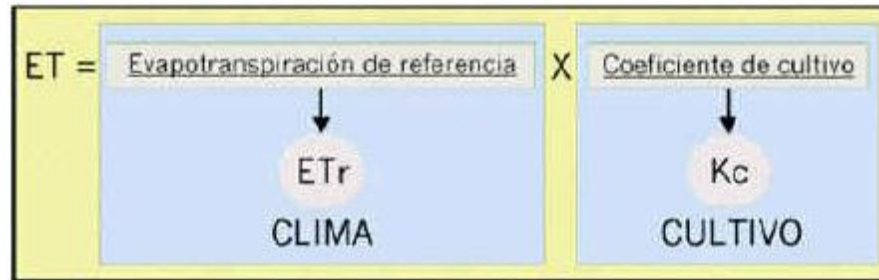 ET = Evapotranspiración de referencia X Coeficiente de cultivo
ETr Kc
CLIMA CULTIVO